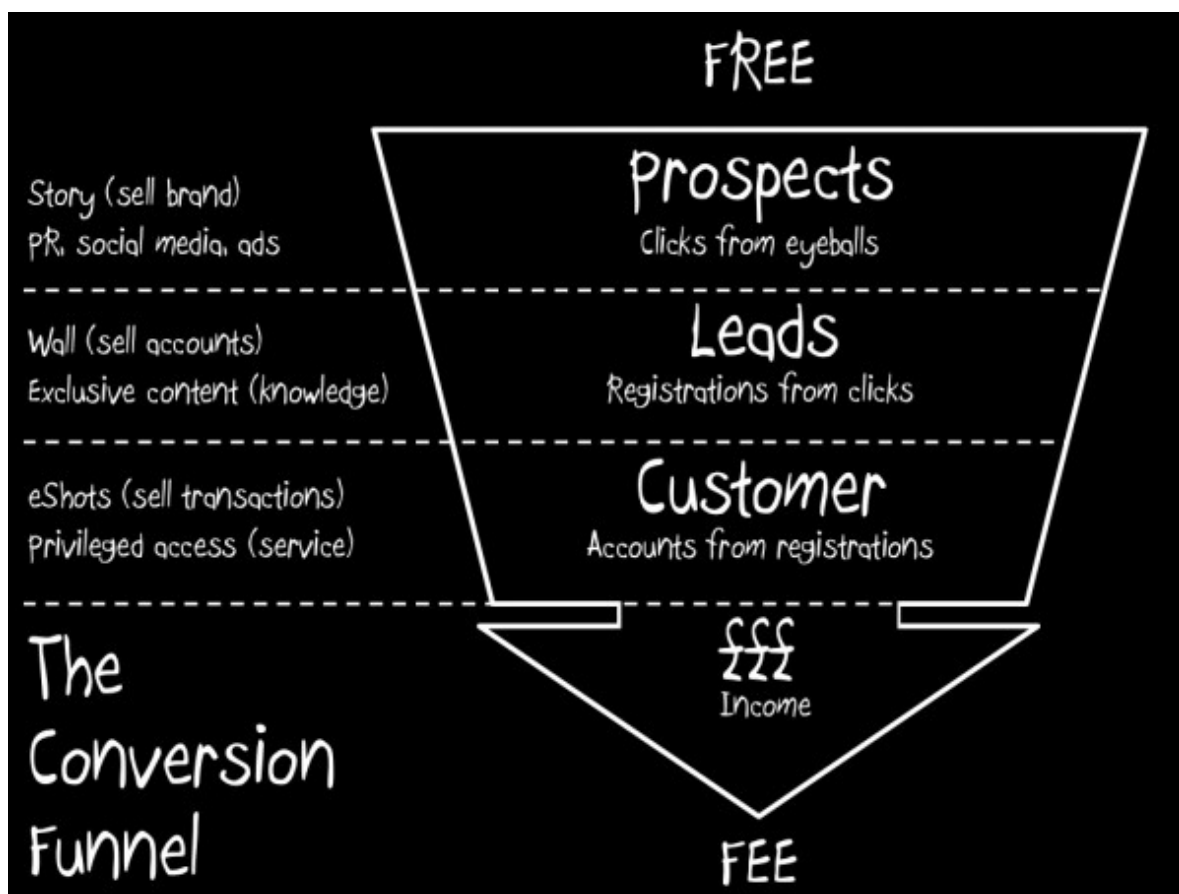 FREE
Story (sell brand)
PR, social media, ads
Prospects
Clicks from eyeballs
Wall (sell accounts)
Exclusive content (knowledge)
Leads
Registrations from clicks
eShots (sell transactions)
Privileged access (service)
Customer
Accounts from registrations
£££
Income
The
Conversion
Funnel
FEE